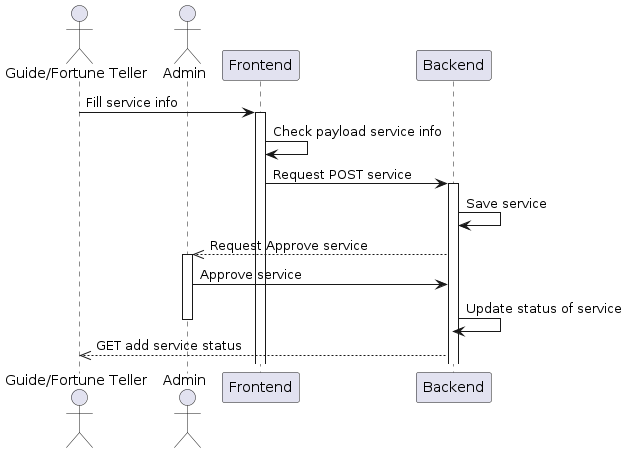 Guide/Fortune Teller
Admin
Frontend
Backend
Fill service info
Check payload service info
Request POST service
Save service
Request Approve service
Approve service
Update status of service
GET add service status
Guide/Fortune Teller
Admin
Frontend
Backend